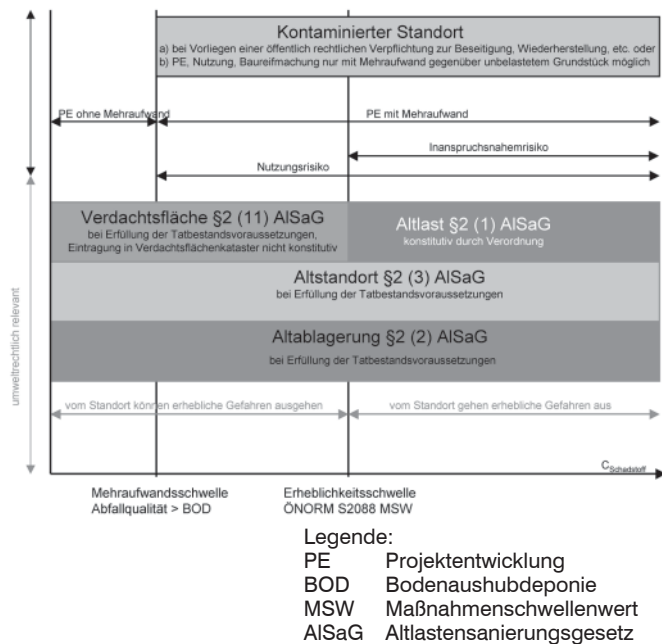 Kontaminierter Standort
a) bei Vorliegen einer öffentlich rechtlichen Verpflichtung zur Beseitigung, Wiederherstellung, etc. oder
b) PE, Nutzung, Baureifmachung nur mit Mehraufwand gegenüber unbelastetem Grundstück möglich
PE ohne Mehraufwand
PE mit Mehraufwand
Inanspruchsnahemrisiko
Nutzungsrisiko
Verdachtsfläche §2 (11) AlSaG
bei Erfüllung der Tatbestandsvoraussetzungen,
Eintragung in Verdachtsflächenkataster nicht konstitutiv
Altlast §2 (1) AlSaG
konstitutiv durch Verordnung
Altstandort §2 (3) AlSaG
bei Erfüllung der Tatbestandsvoraussetzungen
Altablagerung §2 (2) AlSaG
bei Erfüllung der Tatbestandsvoraussetzungen
umweltrechtlich relevant
vom Standort können erhebliche Gefahren ausgehen
vom Standort gehen erhebliche Gefahren aus
C Schadstoff
Mehraufwandsschwelle
Abfallqualität > BOD
Erheblichkeitsschwelle
ÖNORM S2088 MSW
Legende:
PE Projektentwicklung
BOD Bodenaushubdeponie
MSW Maßnahmenschwellenwert
AlSaG Altlastensanierungsgesetz